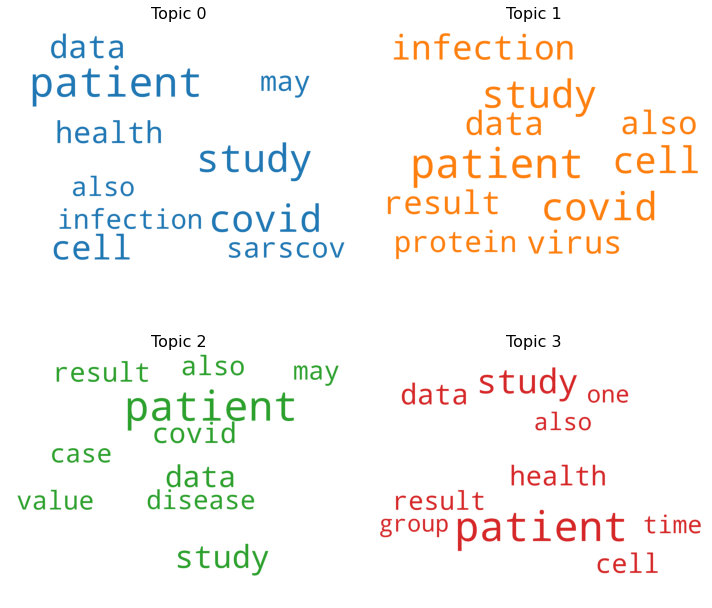 Topic 0
data
patient
may
health
study
also
infection covid
cell
sarscov
Topic 1
infection
study
data
also
patient
cell
result
covid
protein
virus
Topic 2
result
also
may
patient
covid
case
data
value
disease
study
Topic 3
data
study
one
also
health
result
group
patient
time
cell